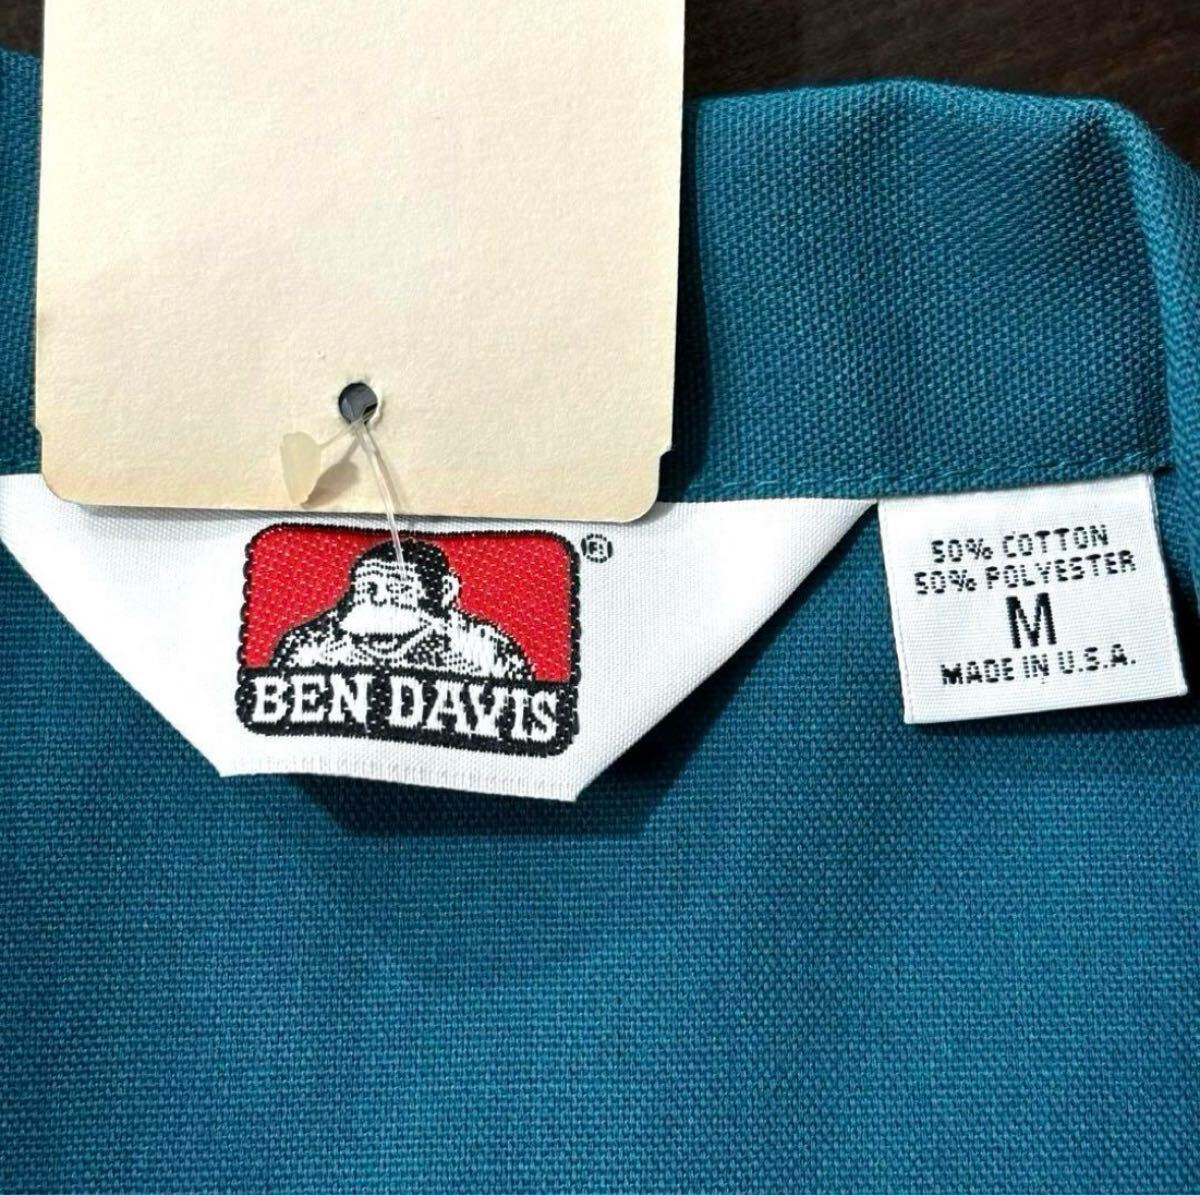 ®
BEN DAVIS
50% COTTON
50% POLYESTER
M
MADE IN U.S.A.